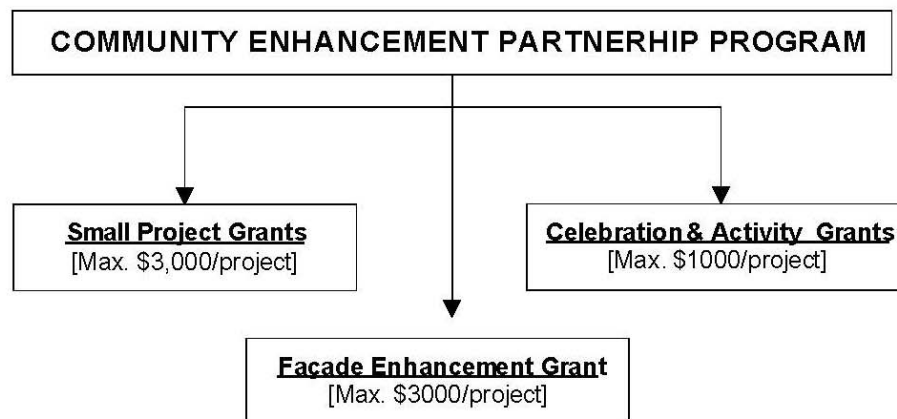 COMMUNITY ENHANCEMENT PARTNERHIP PROGRAM
Small Project Grants
[Max. $3,000/project]
Celebration & Activity Grants
[Max. $1000/project]
Façade Enhancement Grant
[Max. $3000/project]